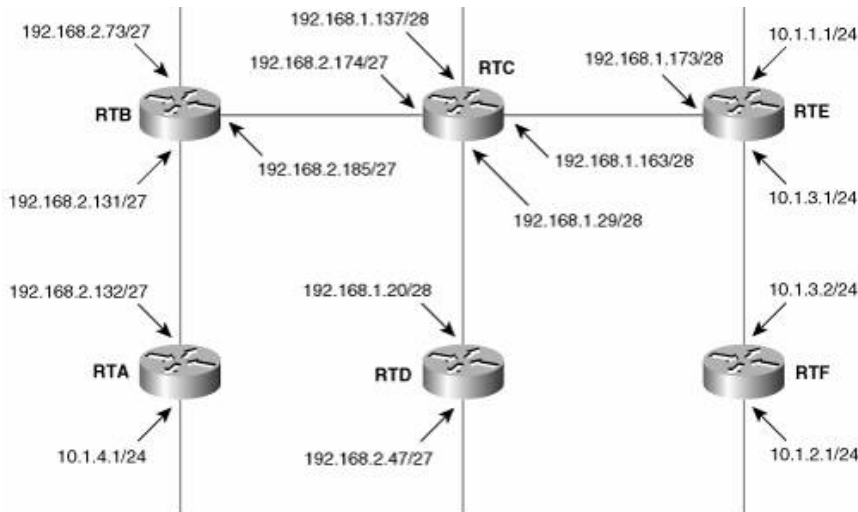 192.168.2.73/27
192.168.1.137/28
10.1.1.1/24
192.168.2.174/27
RTC
192.168.1.173/28
RTB
RTE
192.168.2.185/27
192.168.1.163/28
192.168.2.131/27
10.1.3.1/24
192.168.1.29/28
192.168.2.132/27
192.168.1.20/28
10.1.3.2/24
RTA
RTD
RTF
10.1.4.1/24
192.168.2.47/27
10.1.2.1/24